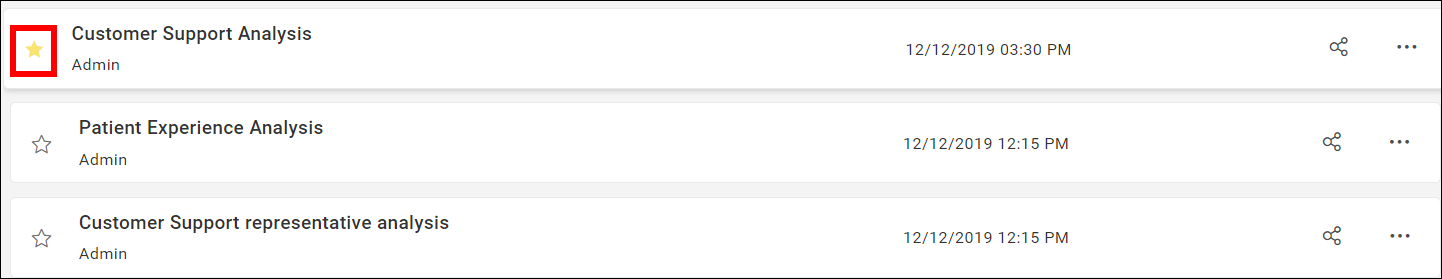 Customer Support Analysis
Admin
12/12/2019 03:30 PM
Patient Experience Analysis
Admin
12/12/2019 12:15 PM
Customer Support representative analysis
Admin
12/12/2019 12:15 PM